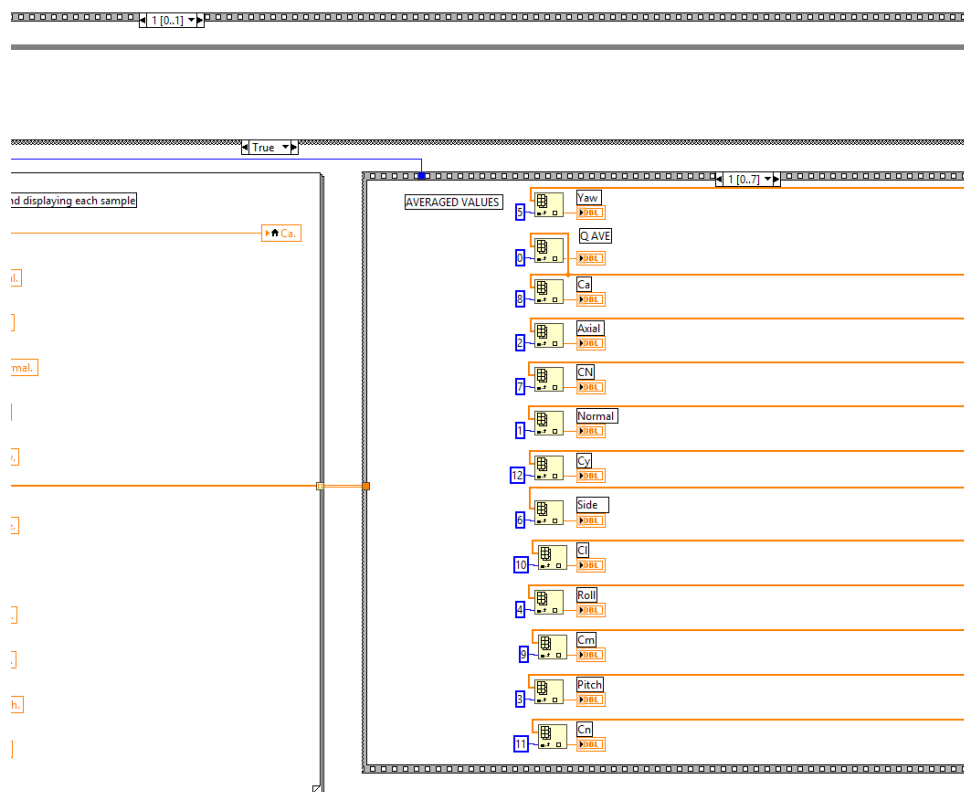 1 [0..1]
True
1 [0..7]
nd displaying each sample
Ca.
al.
rmal.
h.
AVERAGED VALUES
Yaw
5
DBL
Q AVE
0
DBL
Ca
8
DBL
Axial
2
DBL
CN
7
DBL
Normal
1
DBL
Cy
12
DBL
Side
6
DBL
Cl
10
DBL
Roll
4
DBL
Cm
9
DBL
Pitch
3
DBL
Cn
11
DBL